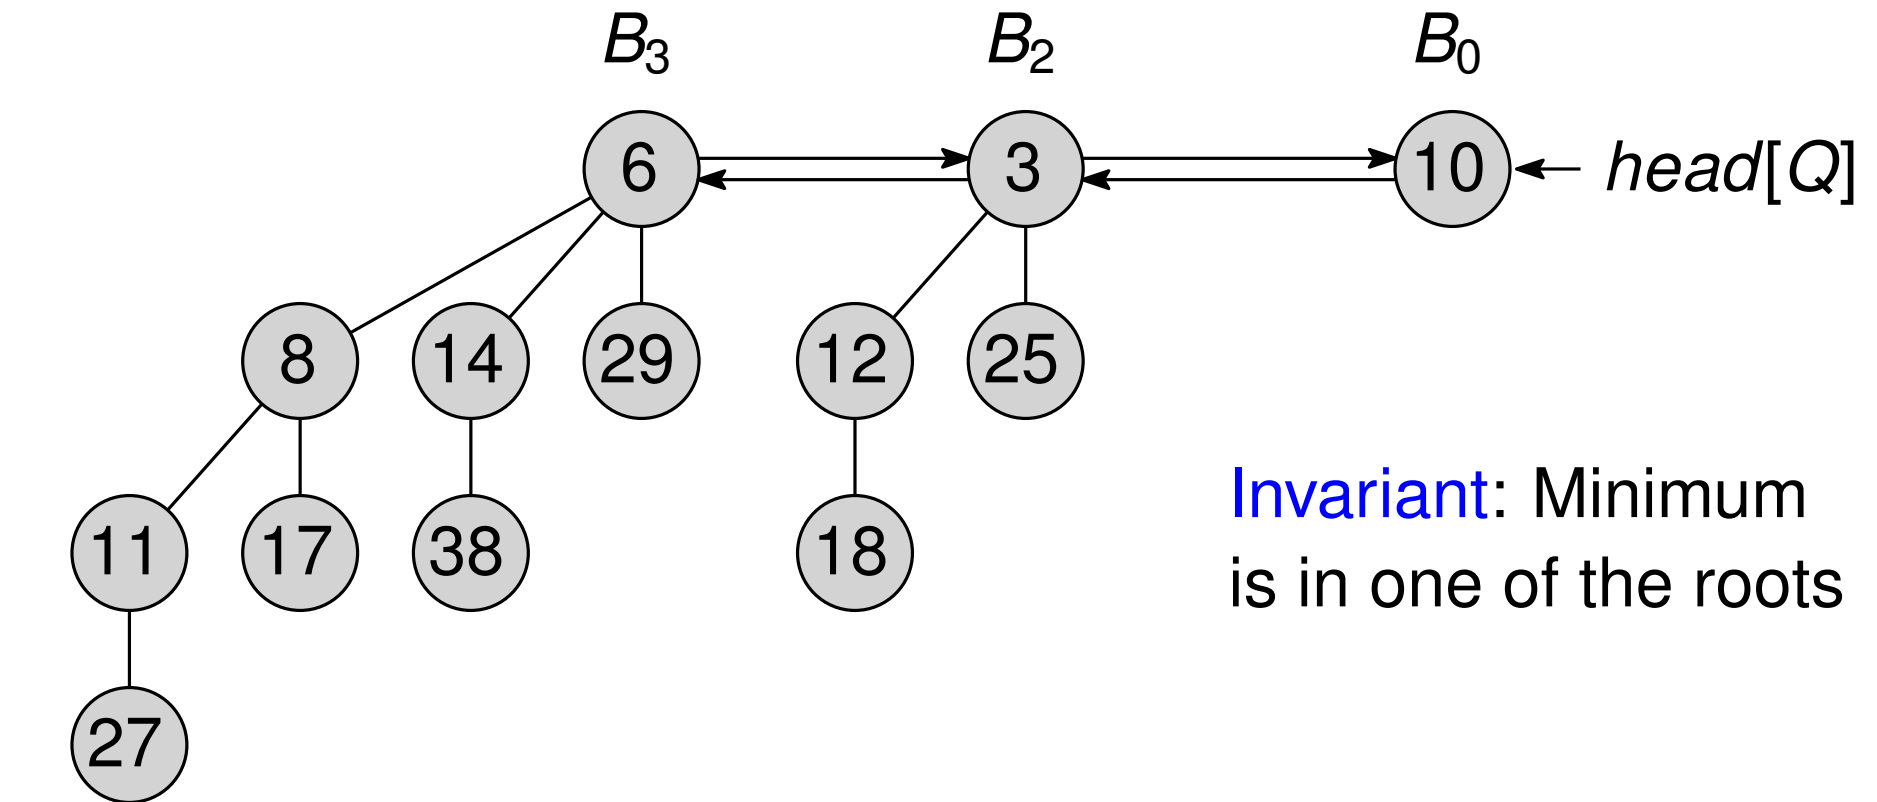 B3 B2 B0
6 3 10 head[Q]
8 14 29 12 25
11 17 38 18
Invariant: Minimum
is in one of the roots
27